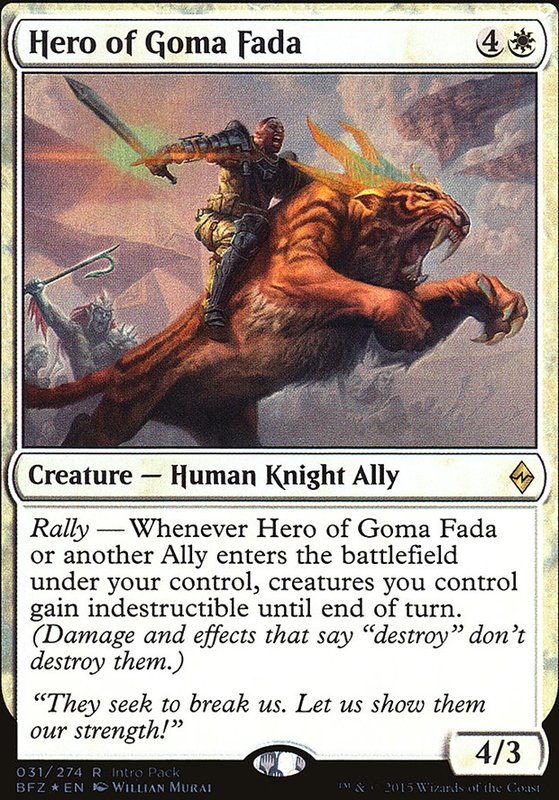 Hero of Goma Fada 4
Creature — Human Knight Ally
Rally — Whenever Hero of Goma Fada
or another Ally enters the battlefield
under your control, creatures you control
gain indestructible until end of turn.
(Damage and effects that say “destroy” don’t
destroy them.)
“They seek to break us. Let us show them
our strength!”
4/3
031/274 R Intro Pack
BFZ ★ EN Willian Murai
™ & © 2015 Wizards of the Coast